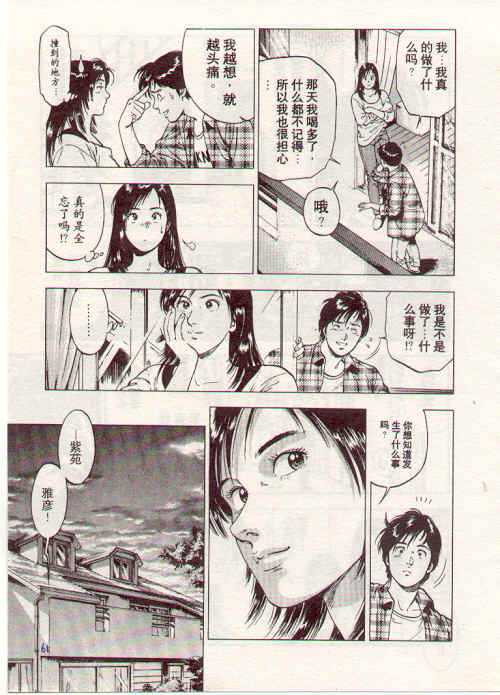 我…我真
的做了什
么吗？
那天我喝多了，
什么都不记得…
所以我也很担心
…
哦？
我越想，就
越头痛。
撞到的地方…
真的是全
忘了吗!?
我是不是
做了…什
么事呀!?
………
你想知道发
生了什么事
吗？
紫苑
雅彦！
64